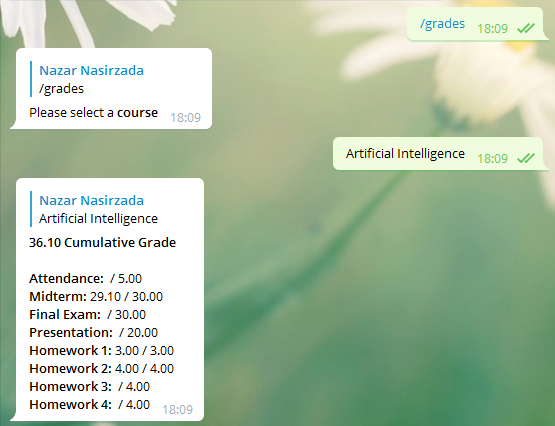 /grades 18:09
Nazar Nasirzada
/grades
Please select a course 18:09
Artificial Intelligence 18:09
Nazar Nasirzada
Artificial Intelligence
36.10 Cumulative Grade
Attendance: / 5.00
Midterm: 29.10 / 30.00
Final Exam: / 30.00
Presentation: / 20.00
Homework 1: 3.00 / 3.00
Homework 2: 4.00 / 4.00
Homework 3: / 4.00
Homework 4: / 4.00 18:09